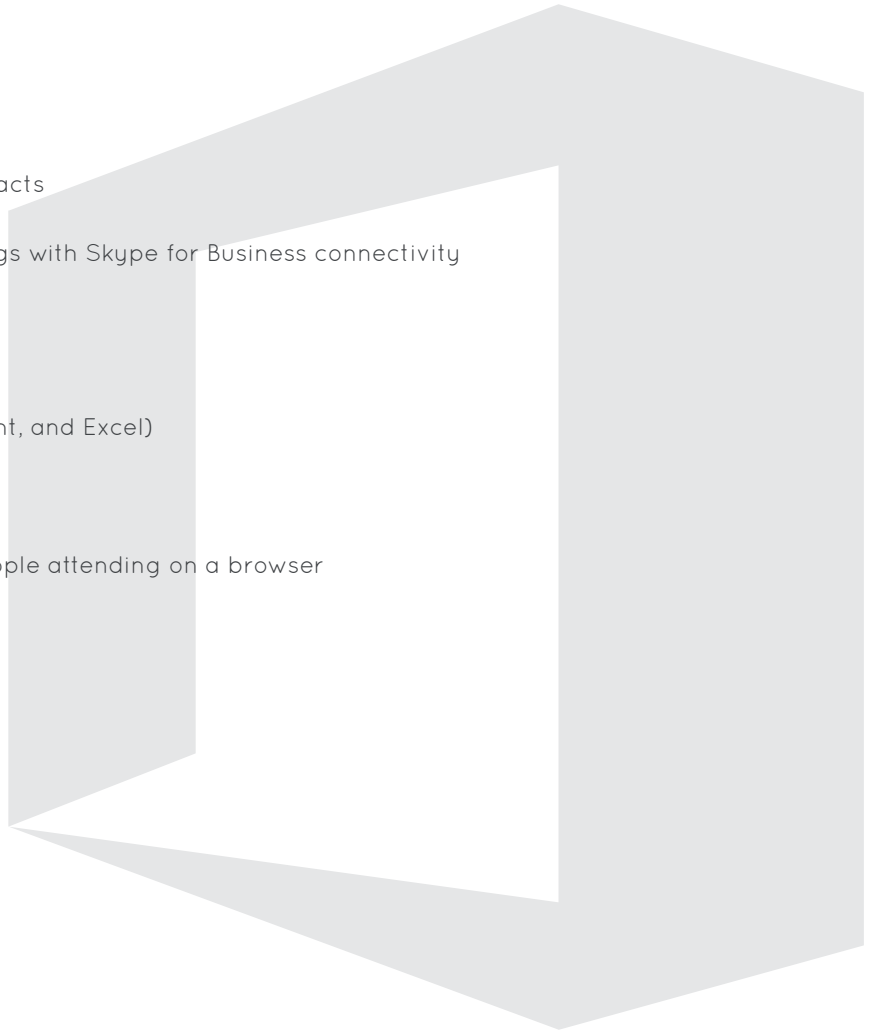 acts
gs with Skype for Business connectivity
nt, and Excel)
ople attending on a browser